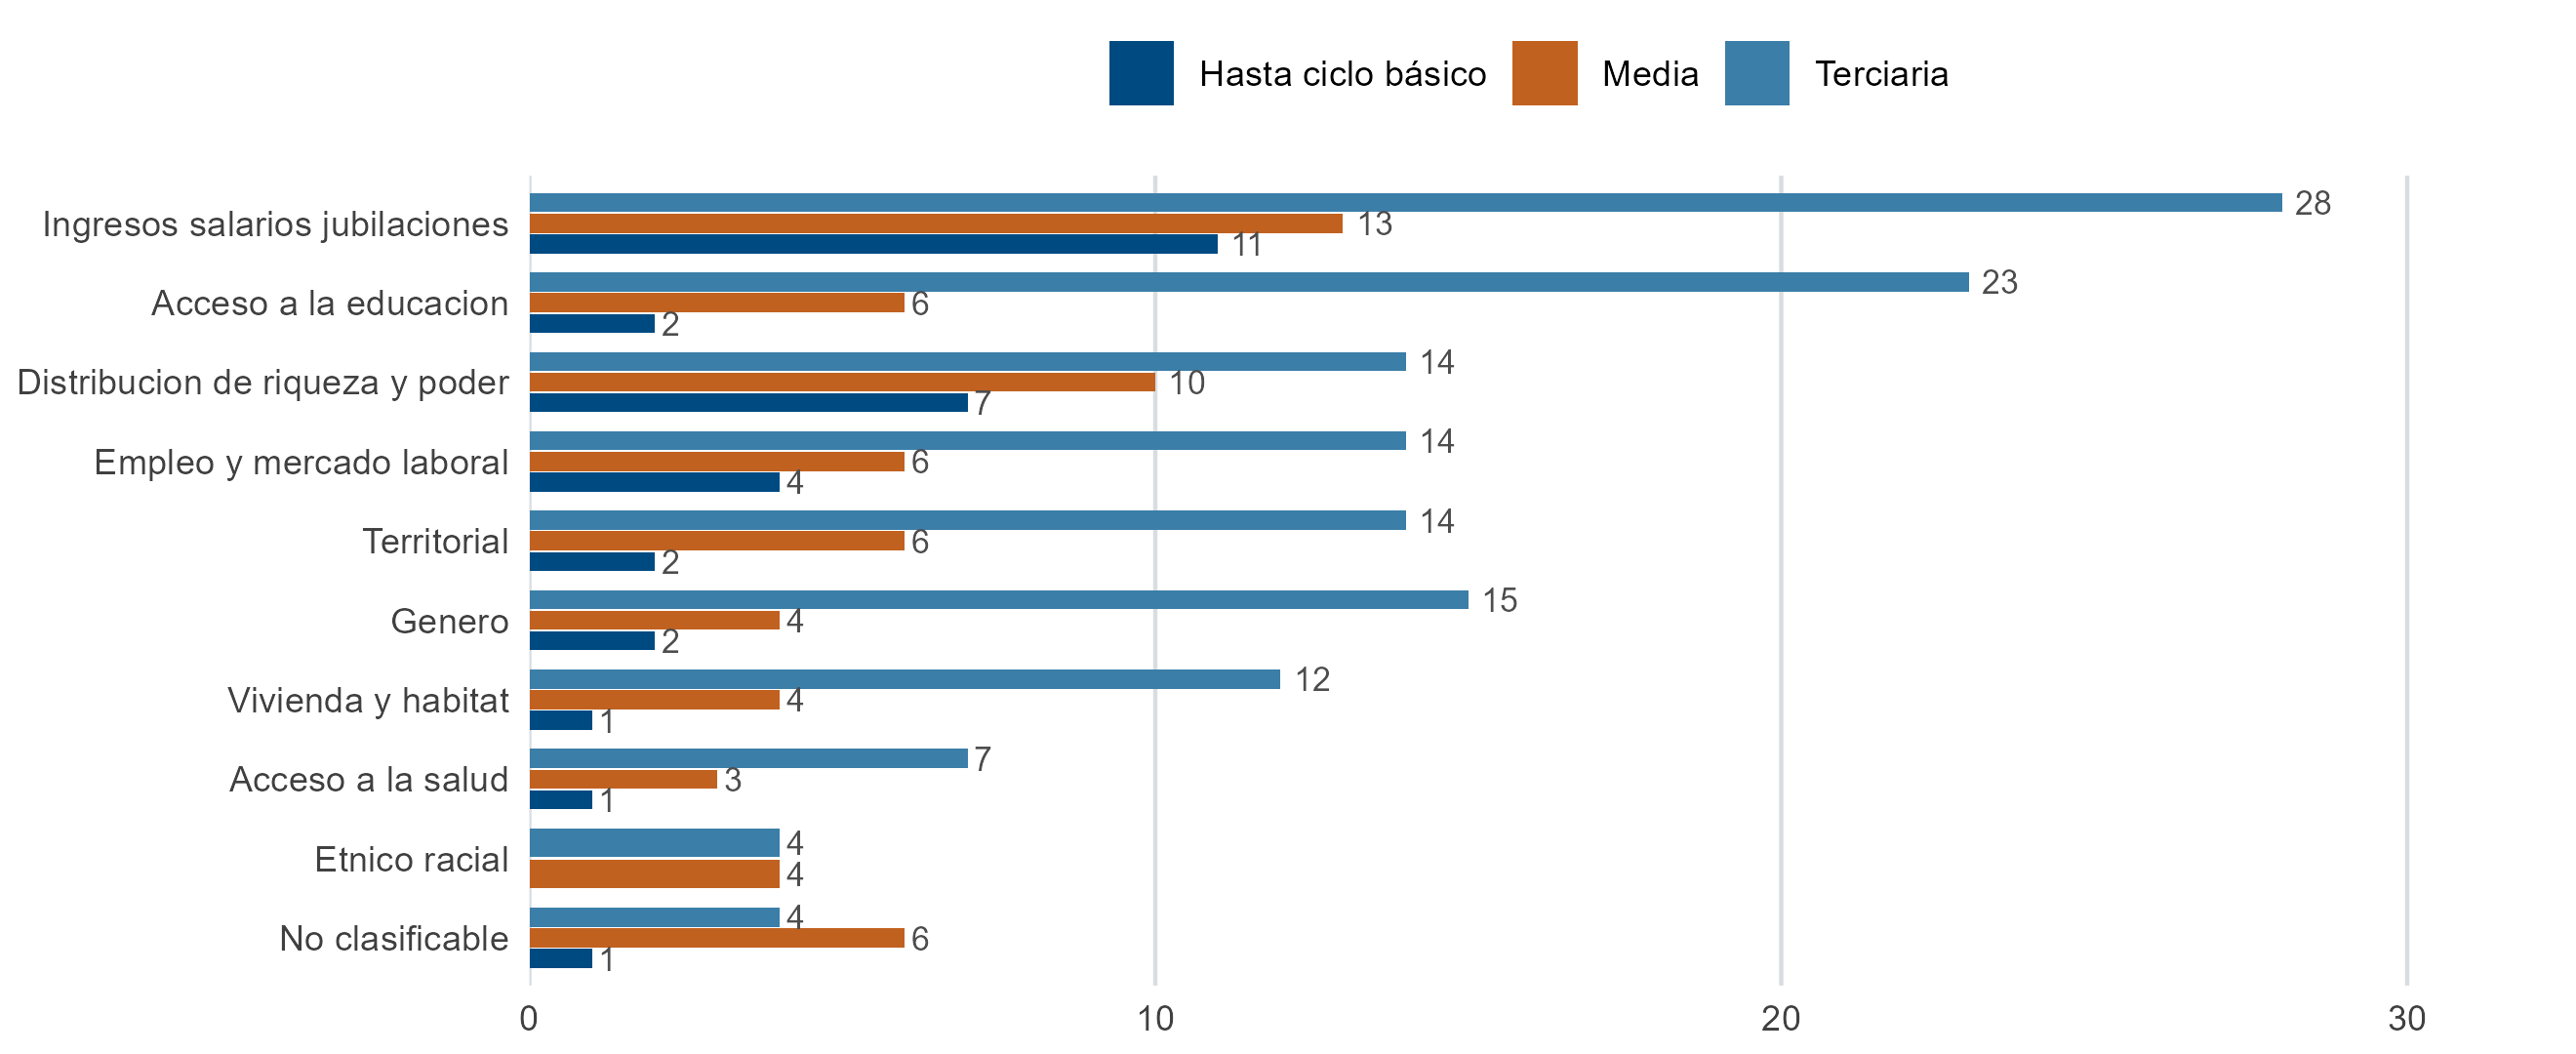 Hasta ciclo básico Media Terciaria
28
Ingresos salarios jubilaciones 13
11
23
Acceso a la educacion 6
2
14
Distribucion de riqueza y poder 10
7
14
Empleo y mercado laboral 6
4
14
Territorial 6
2
15
Genero 4
2
12
Vivienda y habitat 4
1
7
Acceso a la salud 3
1
4
Etnico racial
4
4
No clasificable 6
1
0 10 20 30